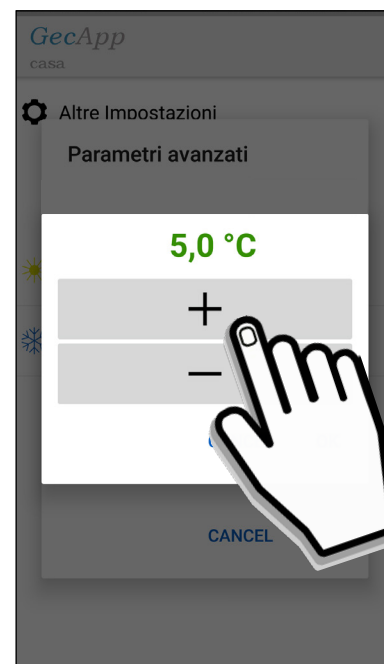 GecApp
casa
Altre Impostazioni
Parametri avanzati
5,0 °C
+
−
CANCEL